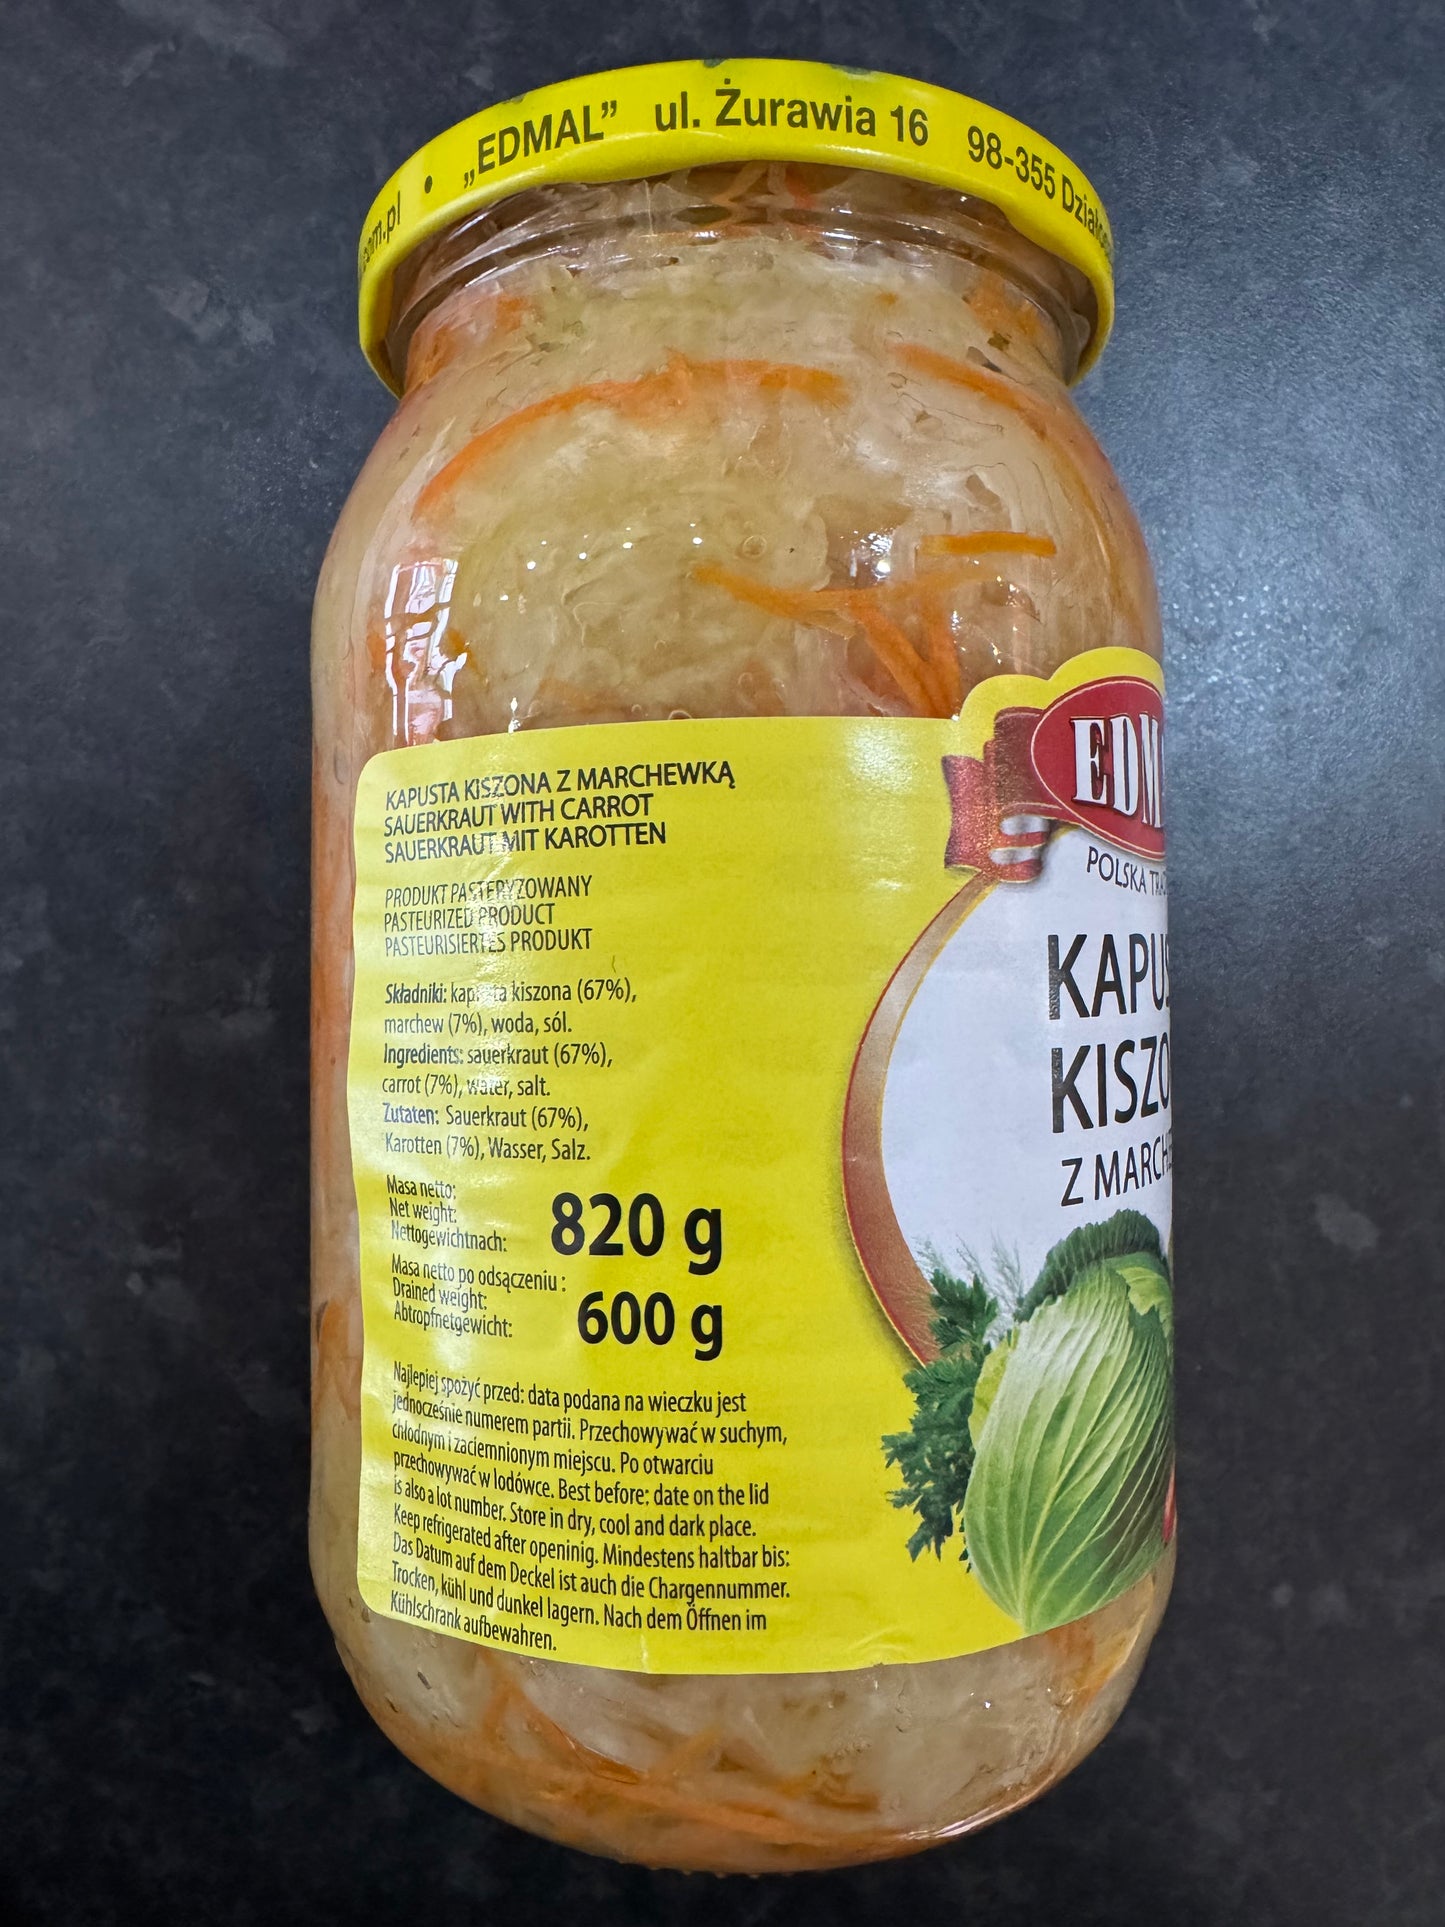 „EDMAL” ul. Żurawia 16 98-355
KAPUSTA KISZONA Z MARCHEWKĄ
SAUERKRAUT WITH CARROT
SAUERKRAUT MIT KAROTTEN
PRODUKT PASTERYZOWANY
PASTEURIZED PRODUCT
PASTEURISIERTES PRODUKT
Składniki: kapusta kiszona (67%),
marchew (7%), woda, sól.
Ingredients: sauerkraut (67%),
carrot (7%), water, salt.
Zutaten: Sauerkraut (67%),
Karotten (7%), Wasser, Salz.
Masa netto:
Net weight:
Nettogewichtnach:
820 g
Masa netto po odsączeniu :
Drained weight:
Abtropfnetgewicht:
600 g
Najlepiej spożyć przed: data podana na wieczku jest
jednocześnie numerem partii. Przechowywać w suchym,
chłodnym i zaciemnionym miejscu. Po otwarciu
przechowywać w lodówce. Best before: date on the lid
is also a lot number. Store in dry, cool and dark place.
Keep refrigerated after openinig. Mindestens haltbar bis:
Das Datum auf dem Deckel ist auch die Chargennummer.
Trocken, kühl und dunkel lagern. Nach dem Öffnen im
Kühlschrank aufbewahren.
POLSKA
Z